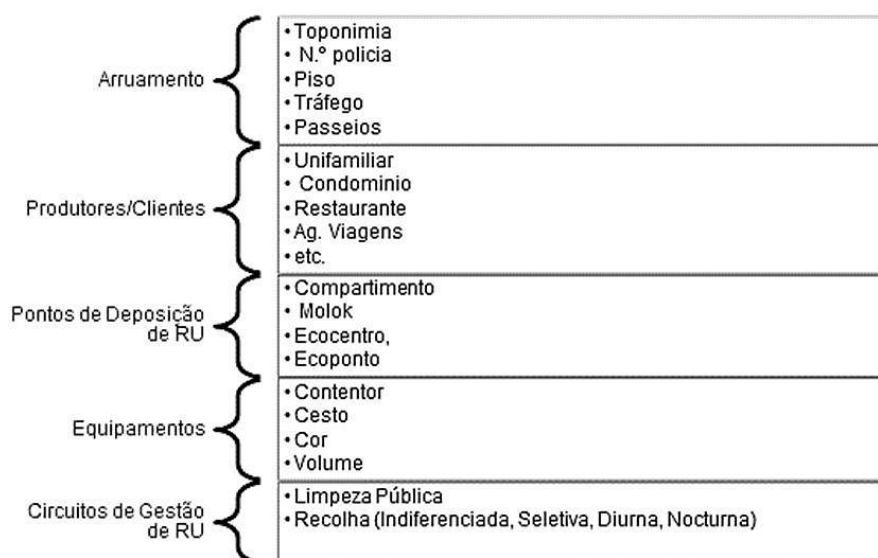 Arruamento
• Toponimia
• N.º policia
• Piso
• Tráfego
• Passeios
Produtores/Clientes
• Unifamiliar
• Condominio
• Restaurante
• Ag. Viagens
• etc.
Pontos de Deposição
de RU
• Compartimento
• Molok
• Ecocentro,
• Ecoponto
Equipamentos
• Contentor
• Cesto
• Cor
• Volume
Circuitos de Gestão
de RU
• Limpeza Pública
• Recolha (Indiferenciada, Seletiva, Diurna, Nocturna)